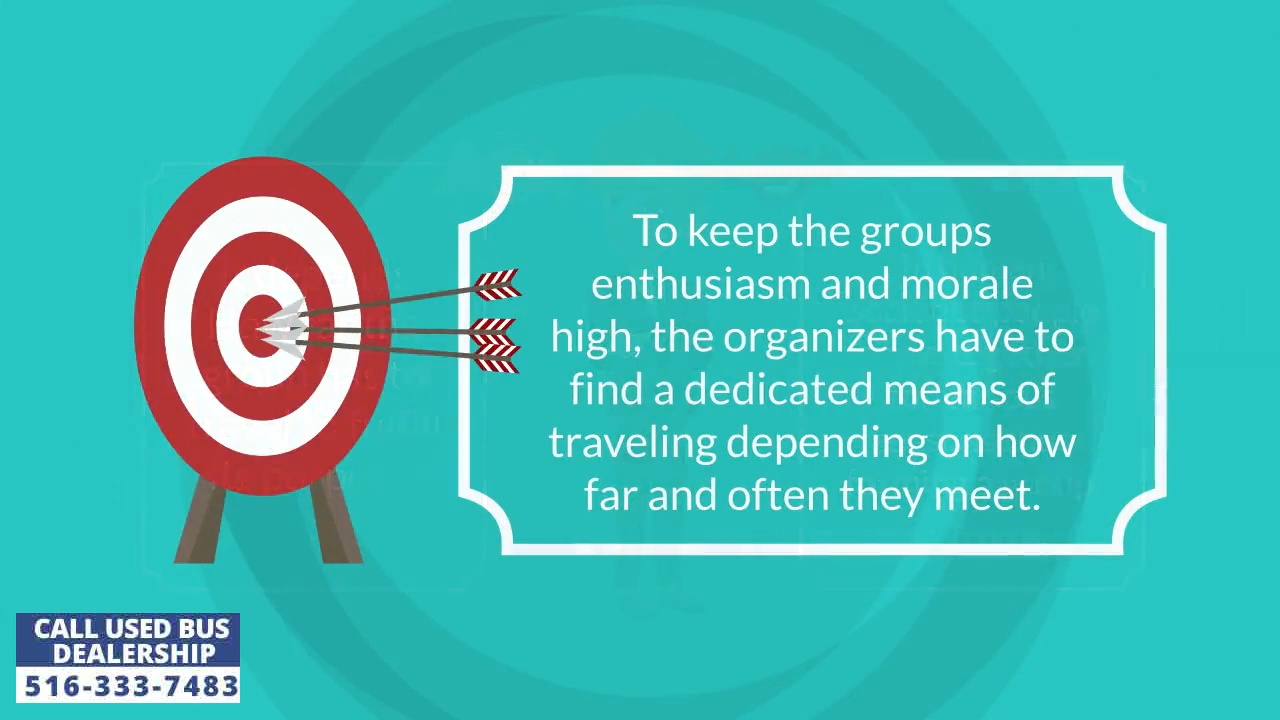 To keep the groups
enthusiasm and morale
high, the organizers have to
find a dedicated means of
traveling depending on how
far and often they meet.
CALL USED BUS
DEALERSHIP
516-333-7483